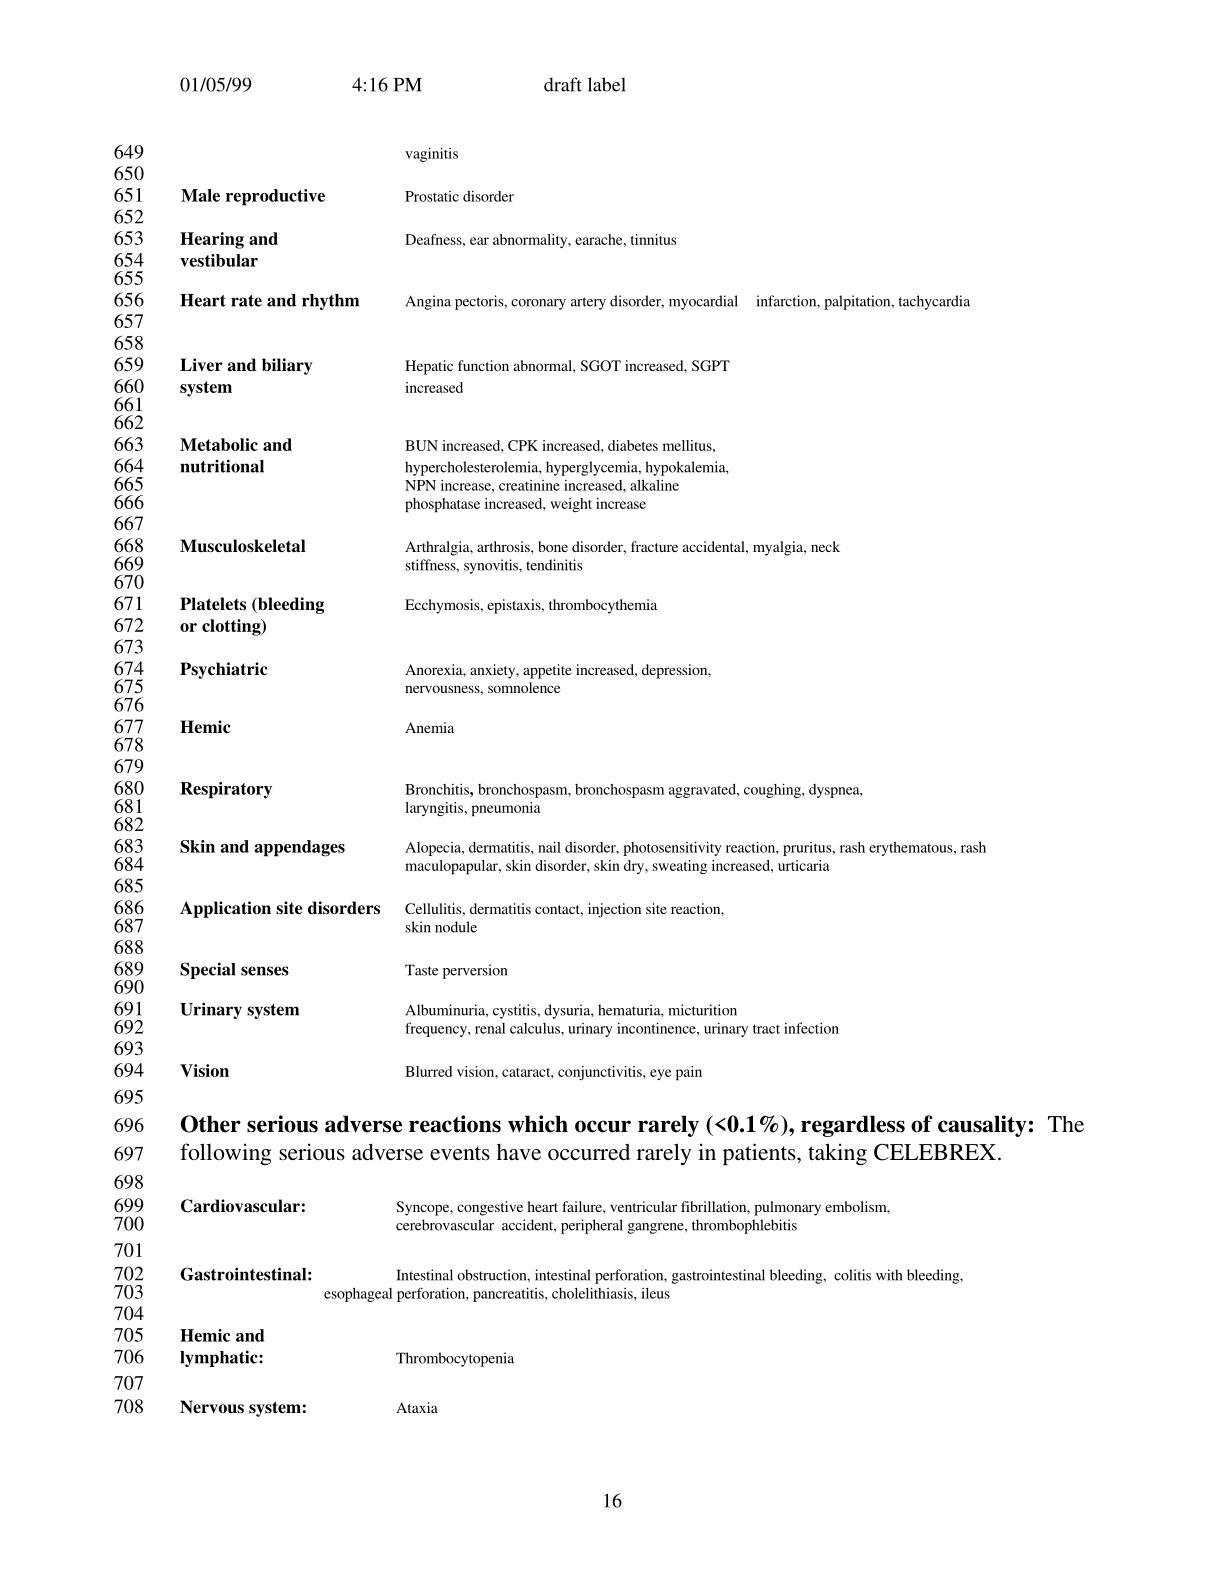 01/05/99 4:16 PM draft label
649 vaginitis
650
651 Male reproductive Prostatic disorder
652
653 Hearing and Deafness, ear abnormality, earache, tinnitus
654 vestibular
655
656 Heart rate and rhythm Angina pectoris, coronary artery disorder, myocardial infarction, palpitation, tachycardia
657
658
659 Liver and biliary Hepatic function abnormal, SGOT increased, SGPT
660 system increased
661
662
663 Metabolic and BUN increased, CPK increased, diabetes mellitus,
664 nutritional hypercholesterolemia, hyperglycemia, hypokalemia,
665 NPN increase, creatinine increased, alkaline
666 phosphatase increased, weight increase
667
668 Musculoskeletal Arthralgia, arthrosis, bone disorder, fracture accidental, myalgia, neck
669 stiffness, synovitis, tendinitis
670
671 Platelets (bleeding Ecchymosis, epistaxis, thrombocythemia
672 or clotting)
673
674 Psychiatric Anorexia, anxiety, appetite increased, depression,
675 nervousness, somnolence
676
677 Hemic Anemia
678
679
680 Respiratory Bronchitis, bronchospasm, bronchospasm aggravated, coughing, dyspnea,
681 laryngitis, pneumonia
682
683 Skin and appendages Alopecia, dermatitis, nail disorder, photosensitivity reaction, pruritus, rash erythematous, rash
684 maculopapular, skin disorder, skin dry, sweating increased, urticaria
685
686 Application site disorders Cellulitis, dermatitis contact, injection site reaction,
687 skin nodule
688
689 Special senses Taste perversion
690
691 Urinary system Albuminuria, cystitis, dysuria, hematuria, micturition
692 frequency, renal calculus, urinary incontinence, urinary tract infection
693
694 Vision Blurred vision, cataract, conjunctivitis, eye pain
695
696 Other serious adverse reactions which occur rarely (<0.1%), regardless of causality: The
697 following serious adverse events have occurred rarely in patients, taking CELEBREX.
698
699 Cardiovascular: Syncope, congestive heart failure, ventricular fibrillation, pulmonary embolism,
700 cerebrovascular accident, peripheral gangrene, thrombophlebitis
701
702 Gastrointestinal: Intestinal obstruction, intestinal perforation, gastrointestinal bleeding, colitis with bleeding,
703 esophageal perforation, pancreatitis, cholelithiasis, ileus
704
705 Hemic and
706 lymphatic: Thrombocytopenia
707
708 Nervous system: Ataxia
16